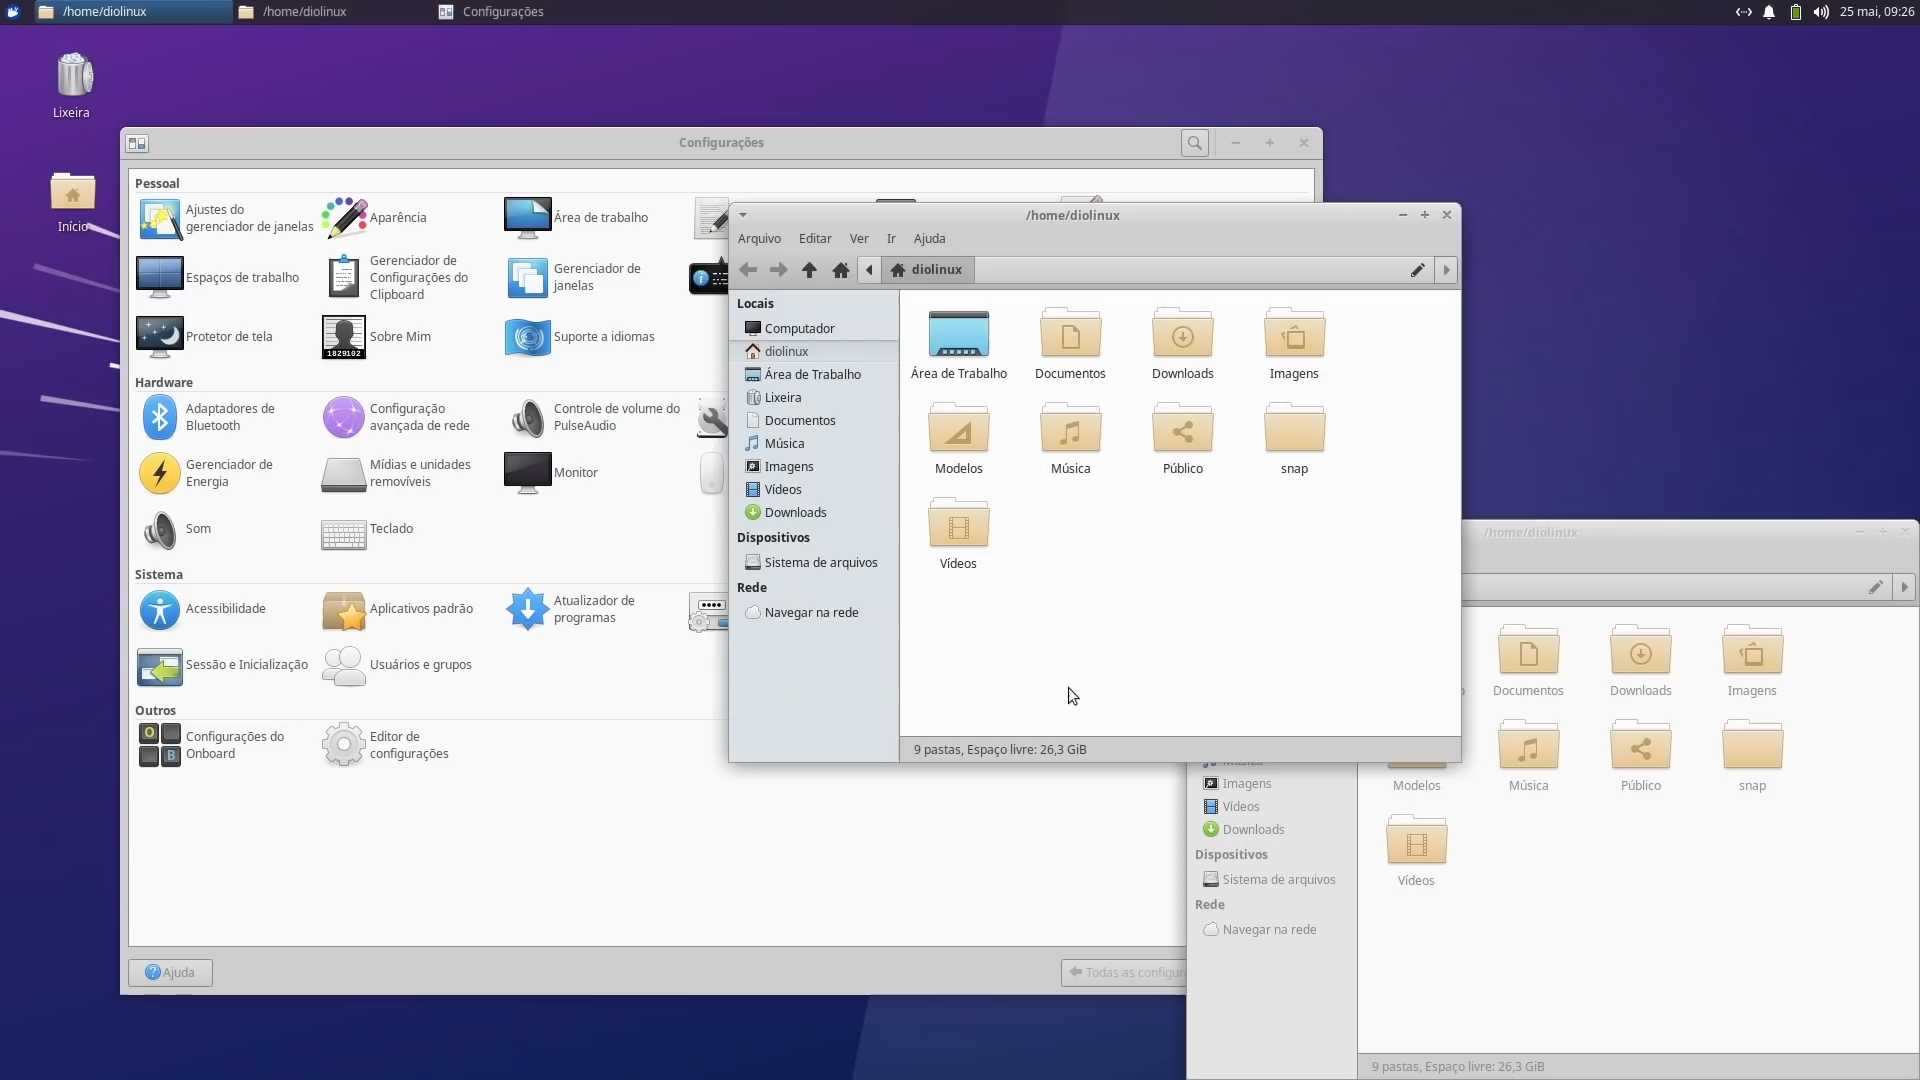 /home/diolinux
/home/diolinux
Configurações
25 mai, 09:26
Lixeira
Início
Configurações
Pessoal
Ajustes do
gerenciador de janelas
Aparência
Área de trabalho
Espaços de trabalho
Gerenciador de
Configurações do
Clipboard
Gerenciador de
janelas
Protetor de tela
1829102
Sobre Mim
Suporte a idiomas
Hardware
Adaptadores de
Bluetooth
Configuração
avançada de rede
Controle de volume do
PulseAudio
Gerenciador de
Energia
Mídias e unidades
removíveis
Monitor
Som
Teclado
Sistema
Acessibilidade
Aplicativos padrão
Atualizador de
programas
Sessão e Inicialização
Usuários e grupos
Outros
O
B
Configurações do
Onboard
Editor de
configurações
Ajuda
Todas as configur
/home/diolinux
Arquivo
Editar
Ver
Ir
Ajuda
diolinux
Locais
Computador
diolinux
Área de Trabalho
Lixeira
Documentos
Música
Imagens
Vídeos
Downloads
Dispositivos
Sistema de arquivos
Rede
Navegar na rede
Área de Trabalho
Documentos
Downloads
Imagens
Modelos
Música
Público
snap
Vídeos
9 pastas, Espaço livre: 26,3 GiB
/home/diolinux
Documentos
Downloads
Imagens
Modelos
Música
Público
snap
Vídeos
Música
Imagens
Vídeos
Downloads
Dispositivos
Sistema de arquivos
Rede
Navegar na rede
9 pastas, Espaço livre: 26,3 GiB